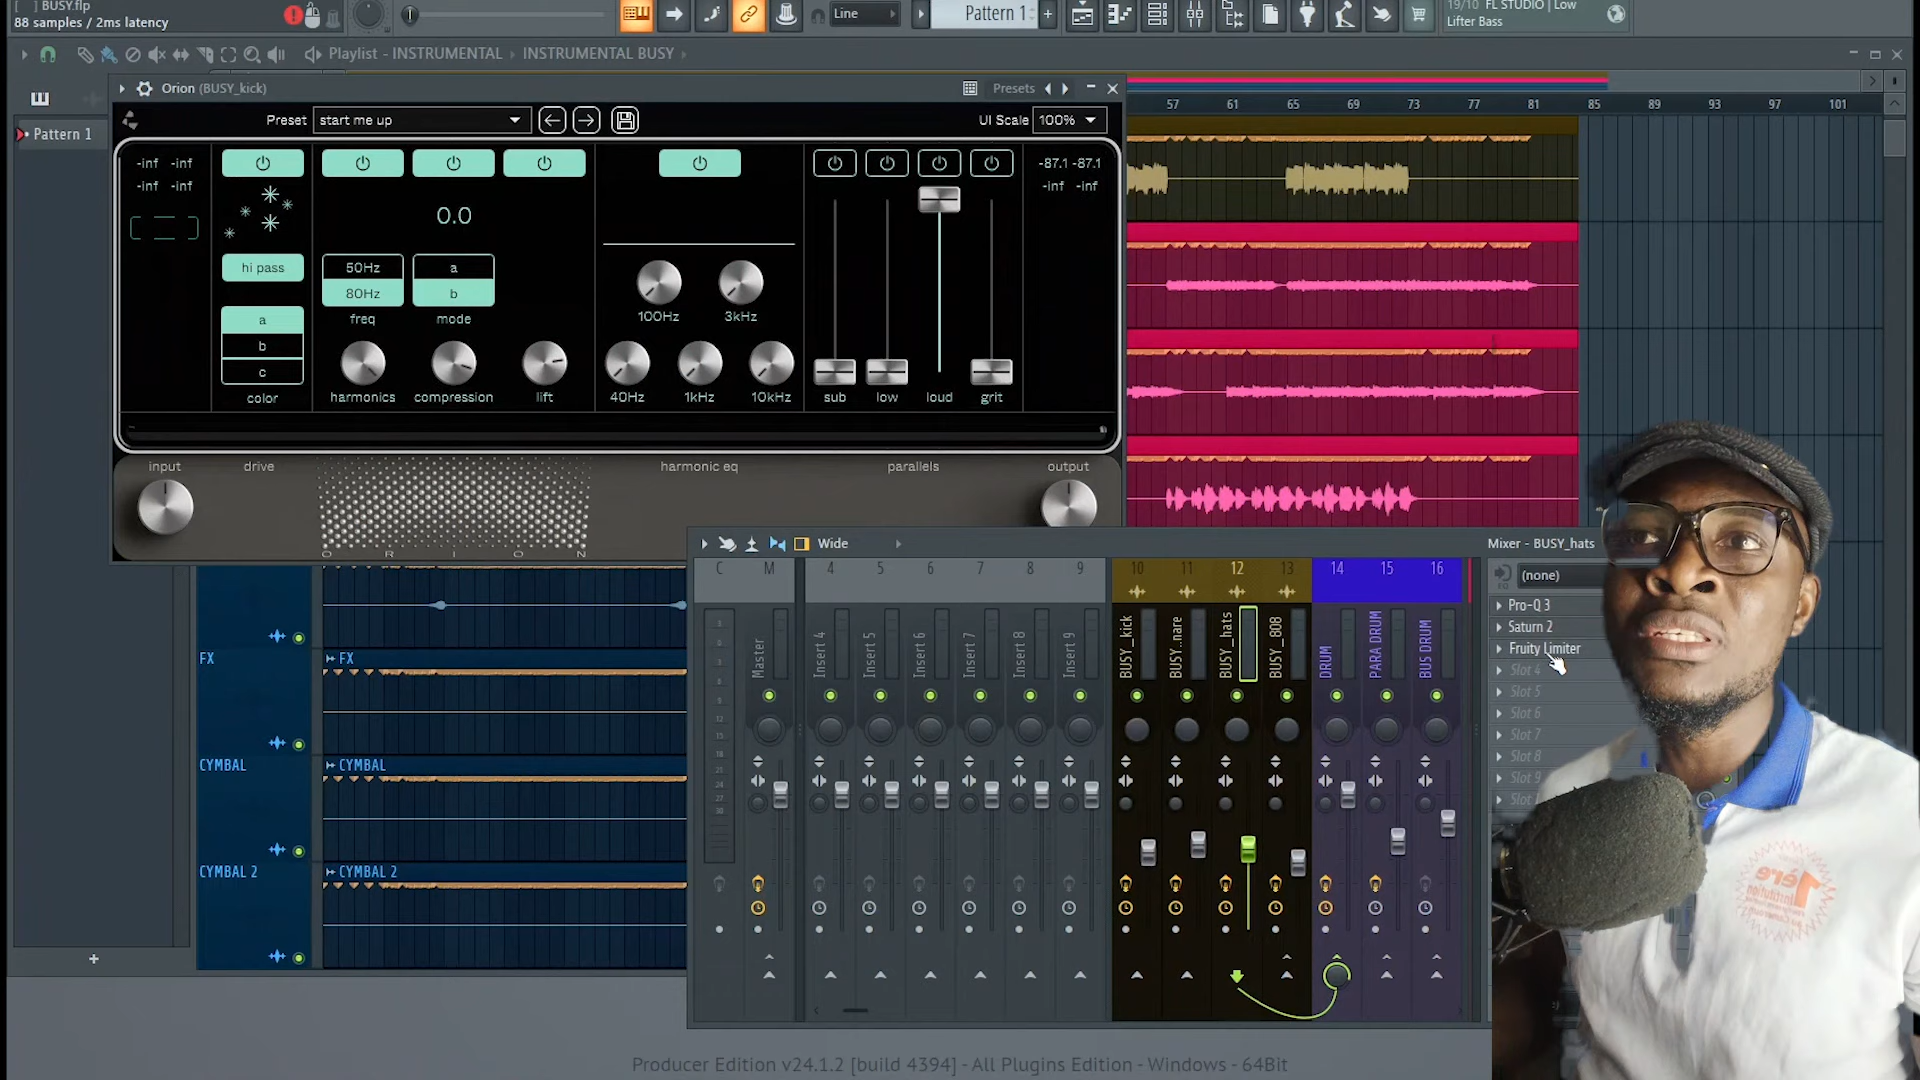 BUSY.flp
88 samples / 2ms latency
Line
Pattern 1
+
19/10 FL STUDIO | Low
Lifter Bass
Playlist - INSTRUMENTAL › INSTRUMENTAL BUSY
Orion (BUSY_kick)
Presets
Preset
start me up
UI Scale
100%
57 61 65 69 73 77 81 85 89 93 97 101
Pattern 1
-inf -inf
-inf -inf
-87.1 -87.1
-inf -inf
0.0
hi pass
50Hz
80Hz
freq
a
b
mode
a
b
c
color
harmonics
compression
lift
100Hz
3kHz
40Hz
1kHz
10kHz
sub
low
loud
grit
input
drive
harmonic eq
parallels
output
O R I O N
Wide
Mixer - BUSY_hats
C M 4 5 6 7 8 9 10 11 12 13 14 15 16
(none)
Pro-Q 3
Saturn 2
Fruity Limiter
Slot 4
Slot 5
Slot 6
Slot 7
Slot 8
Slot 9
Master
Insert 4
Insert 5
Insert 6
Insert 7
Insert 8
Insert 9
BUSY_kick
BUSY..nare
BUSY_hats
BUSY_808
DRUM
PARA DRUM
BUS DRUM
FX
FX
CYMBAL
CYMBAL
CYMBAL 2
CYMBAL 2
+
Producer Edition v24.1.2 [build 4394] - All Plugins Edition - Windows - 64Bit